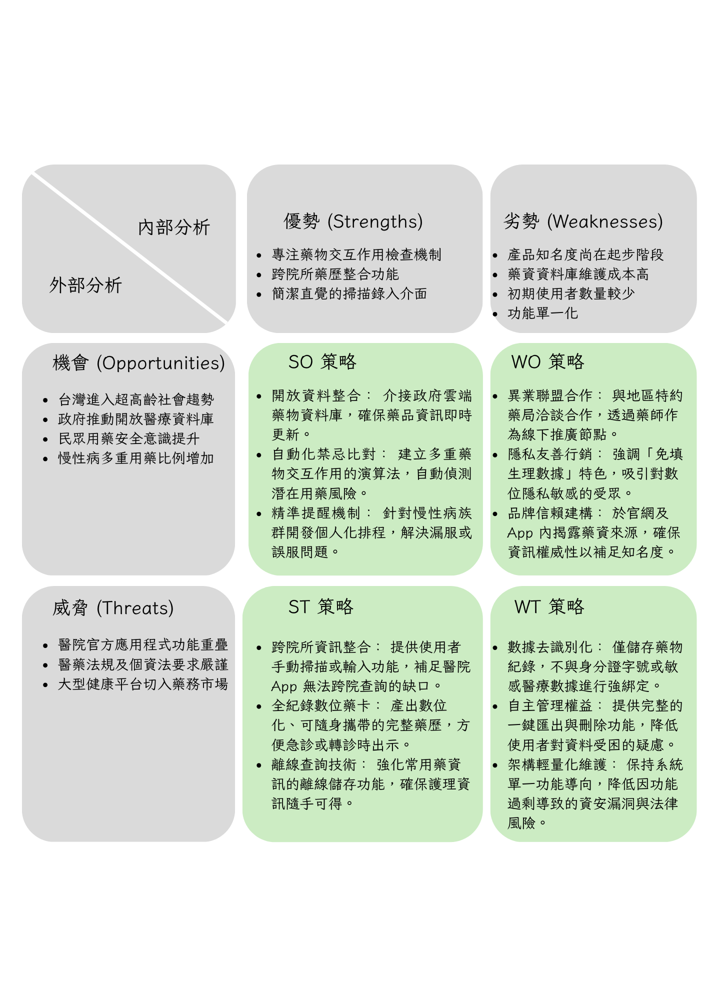 內部分析
外部分析
優勢 (Strengths)
專注藥物交互作用檢查機制
跨院所藥歷整合功能
簡潔直覺的掃描錄入介面
劣勢 (Weaknesses)
產品知名度尚在起步階段
藥資資料庫維護成本高
初期使用者數量較少
功能單一化
機會 (Opportunities)
台灣進入超高齡社會趨勢
政府推動開放醫療資料庫
民眾用藥安全意識提升
慢性病多重用藥比例增加
SO 策略
開放資料整合： 介接政府雲端
藥物資料庫，確保藥品資訊即時
更新。
自動化禁忌比對： 建立多重藥
物交互作用的演算法，自動偵測
潛在用藥風險。
精準提醒機制： 針對慢性病族
群開發個人化排程，解決漏服或
誤服問題。
WO 策略
異業聯盟合作： 與地區特約
藥局洽談合作，透過藥師作
為線下推廣節點。
隱私友善行銷： 強調「免填
生理數據」特色，吸引對數
位隱私敏感的受眾。
品牌信賴建構： 於官網及
App 內揭露藥資來源，確保
資訊權威性以補足知名度。
威脅 (Threats)
醫院官方應用程式功能重疊
醫藥法規及個資法要求嚴謹
大型健康平台切入藥務市場
ST 策略
跨院所資訊整合： 提供使用者
手動掃描或輸入功能，補足醫院
App 無法跨院查詢的缺口。
全紀錄數位藥卡： 產出數位
化、可隨身攜帶的完整藥歷，方
便急診或轉診時出示。
離線查詢技術： 強化常用藥資
訊的離線儲存功能，確保護理資
訊隨手可得。
WT 策略
數據去識別化： 僅儲存藥物
紀錄，不與身分證字號或敏
感醫療數據進行強綁定。
自主管理權益： 提供完整的
一鍵匯出與刪除功能，降低
使用者對資料受困的疑慮。
架構輕量化維護： 保持系統
單一功能導向，降低因功能
過剩導致的資安漏洞與法律
風險。